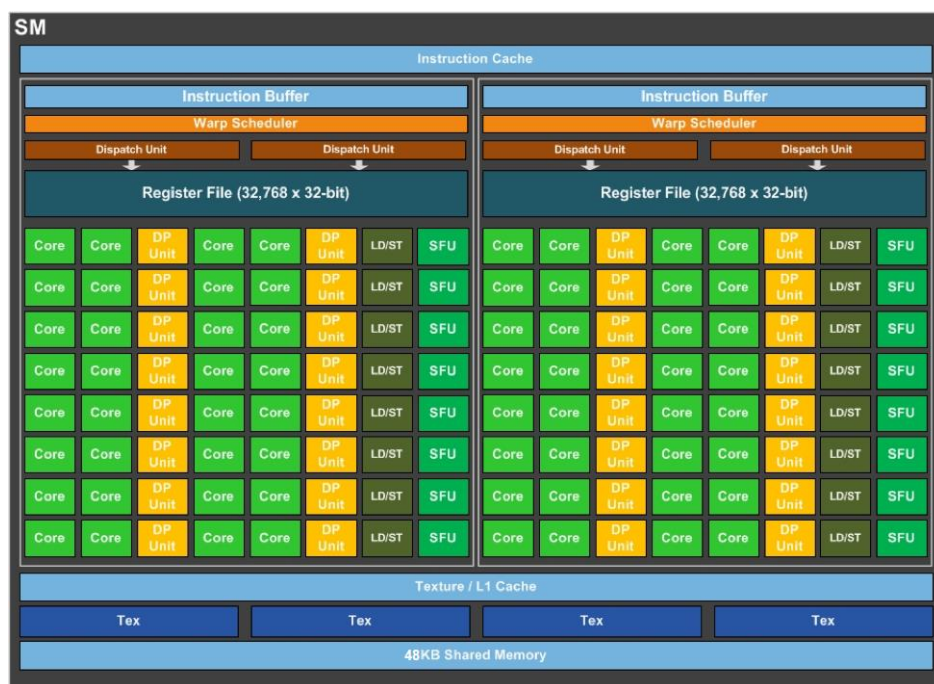 SM
Instruction Cache
Instruction Buffer Instruction Buffer
Warp Scheduler Warp Scheduler
Dispatch Unit Dispatch Unit Dispatch Unit Dispatch Unit
Register File (32,768 x 32-bit) Register File (32,768 x 32-bit)
Core Core DP Unit Core Core DP Unit LD/ST SFU Core Core DP Unit Core Core DP Unit LD/ST SFU
Core Core DP Unit Core Core DP Unit LD/ST SFU Core Core DP Unit Core Core DP Unit LD/ST SFU
Core Core DP Unit Core Core DP Unit LD/ST SFU Core Core DP Unit Core Core DP Unit LD/ST SFU
Core Core DP Unit Core Core DP Unit LD/ST SFU Core Core DP Unit Core Core DP Unit LD/ST SFU
Core Core DP Unit Core Core DP Unit LD/ST SFU Core Core DP Unit Core Core DP Unit LD/ST SFU
Core Core DP Unit Core Core DP Unit LD/ST SFU Core Core DP Unit Core Core DP Unit LD/ST SFU
Core Core DP Unit Core Core DP Unit LD/ST SFU Core Core DP Unit Core Core DP Unit LD/ST SFU
Core Core DP Unit Core Core DP Unit LD/ST SFU Core Core DP Unit Core Core DP Unit LD/ST SFU
Texture / L1 Cache
Tex Tex Tex Tex
48KB Shared Memory